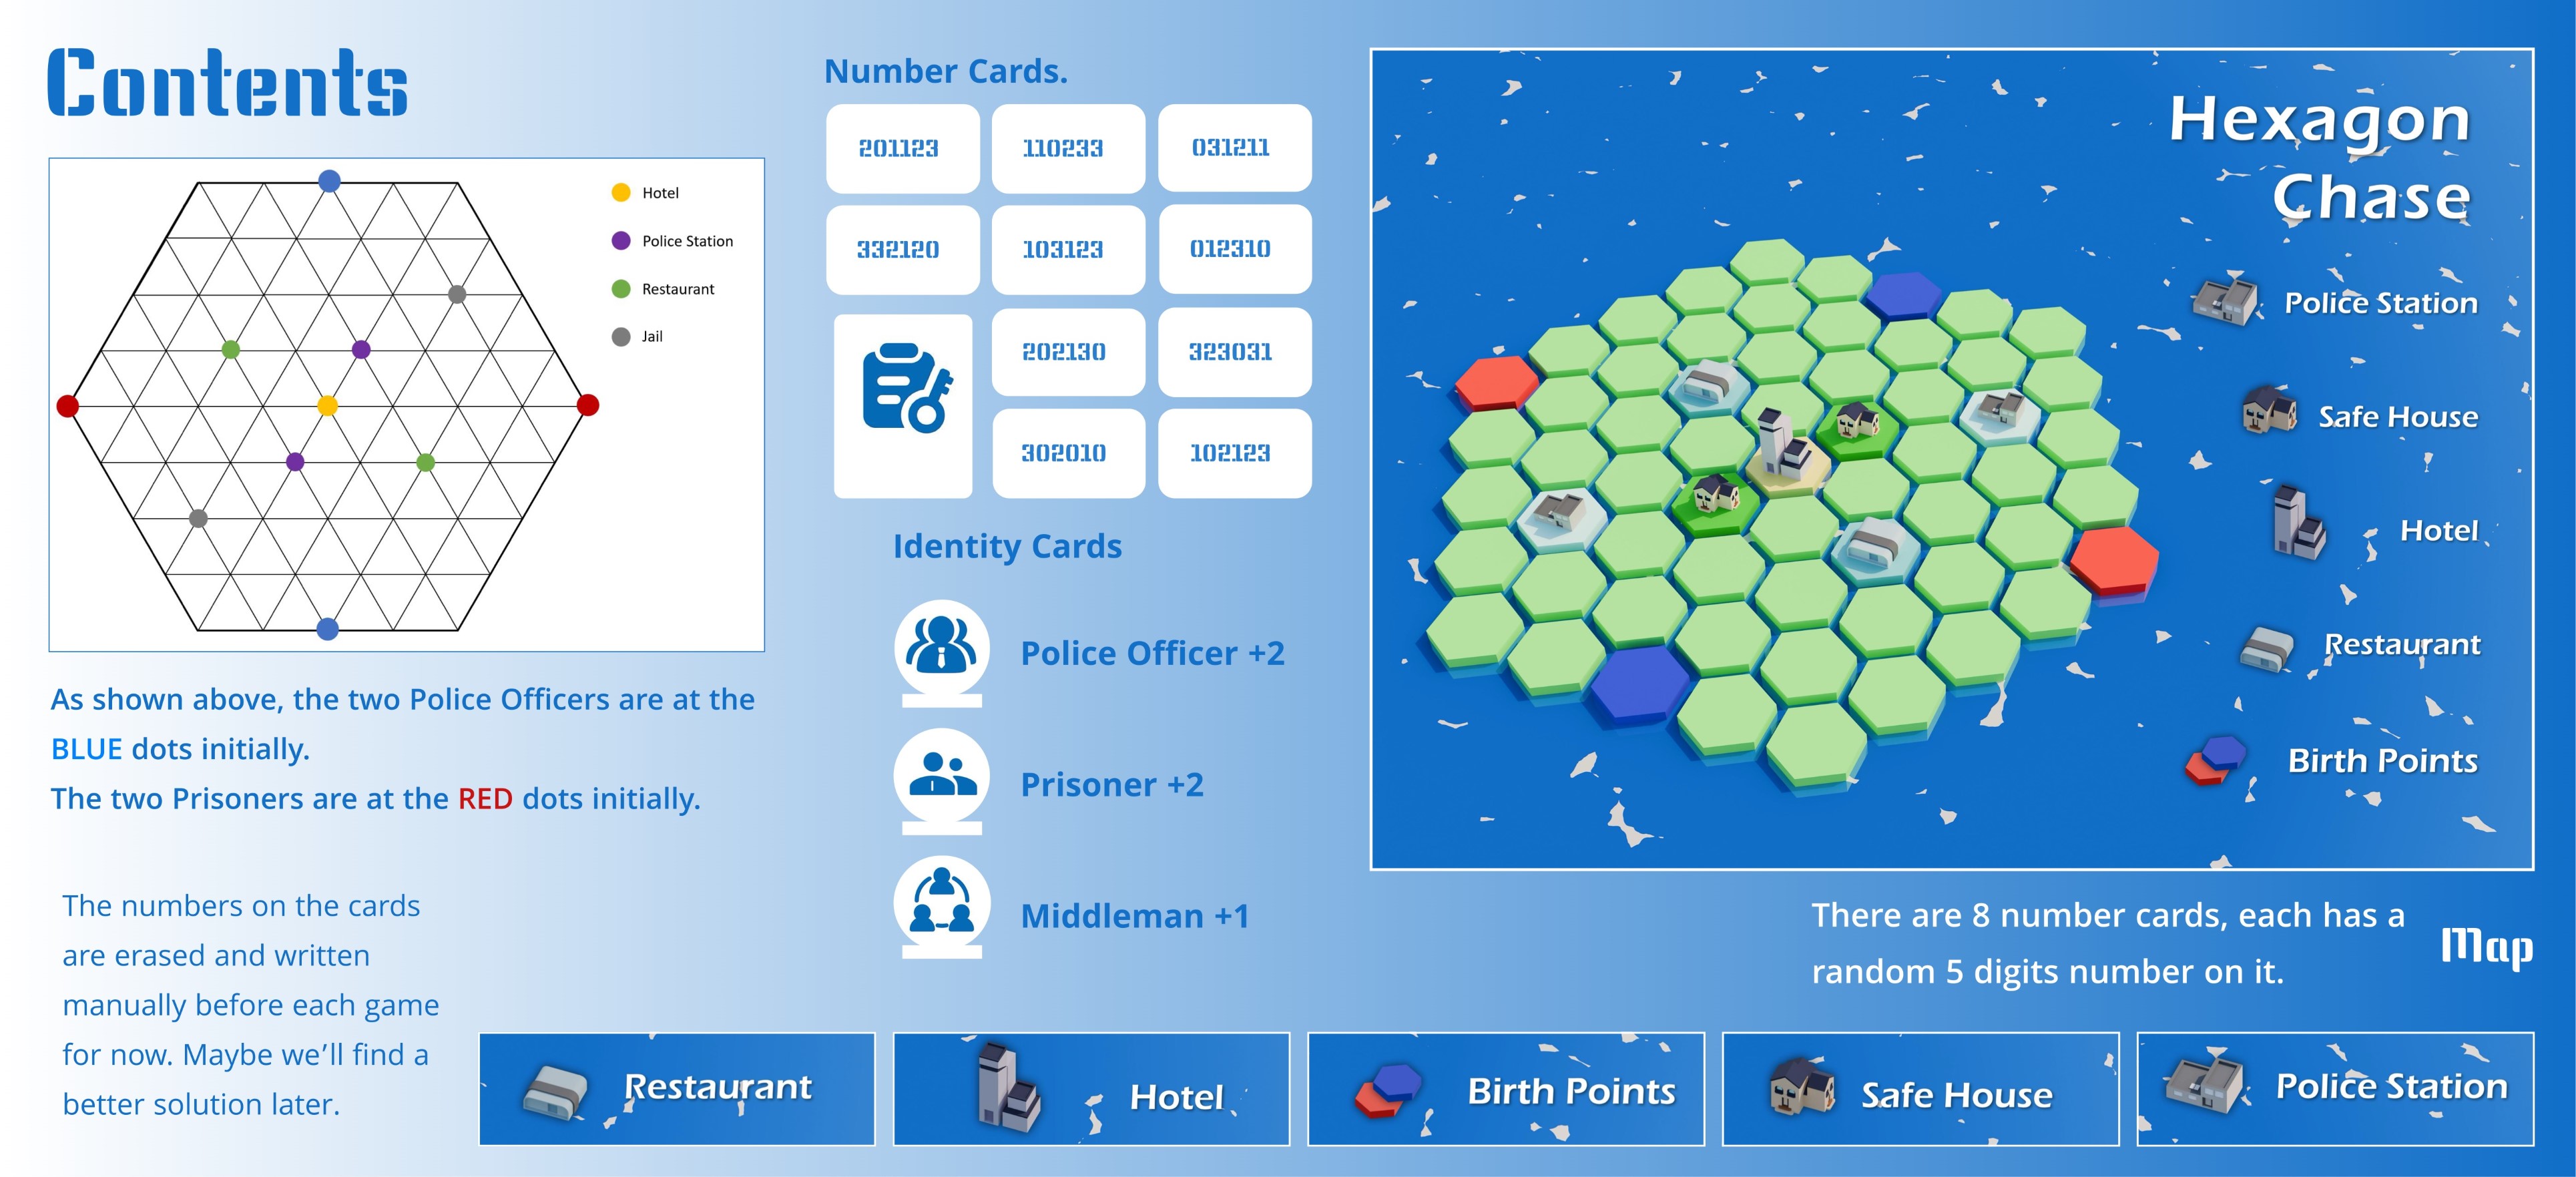 Contents
Hotel
Police Station
Restaurant
Jail
As shown above, the two Police Officers are at the
BLUE dots initially.
The two Prisoners are at the RED dots initially.
The numbers on the cards
are erased and written
manually before each game
for now. Maybe we’ll find a
better solution later.
Number Cards.
201123
110233
031211
332120
103123
012310
202130
323031
302010
102123
Identity Cards
Police Officer +2
Prisoner +2
Middleman +1
Hexagon
Chase
Police Station
Safe House
Hotel
Restaurant
Birth Points
There are 8 number cards, each has a
random 5 digits number on it.
Map
Restaurant
Hotel
Birth Points
Safe House
Police Station